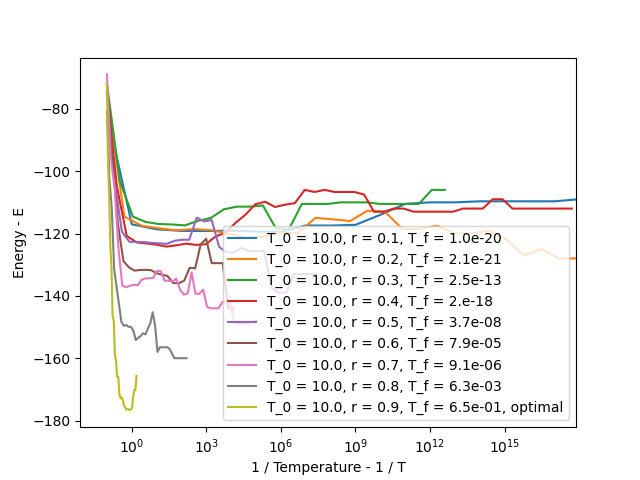 −80
−100
−120
−140
−160
−180
Energy - E
10^0
10^3
10^6
10^9
10^12
10^15
1 / Temperature - 1 / T
T_0 = 10.0, r = 0.1, T_f = 1.0e-20
T_0 = 10.0, r = 0.2, T_f = 2.1e-21
T_0 = 10.0, r = 0.3, T_f = 2.5e-13
T_0 = 10.0, r = 0.4, T_f = 2.e-18
T_0 = 10.0, r = 0.5, T_f = 3.7e-08
T_0 = 10.0, r = 0.6, T_f = 7.9e-05
T_0 = 10.0, r = 0.7, T_f = 9.1e-06
T_0 = 10.0, r = 0.8, T_f = 6.3e-03
T_0 = 10.0, r = 0.9, T_f = 6.5e-01, optimal